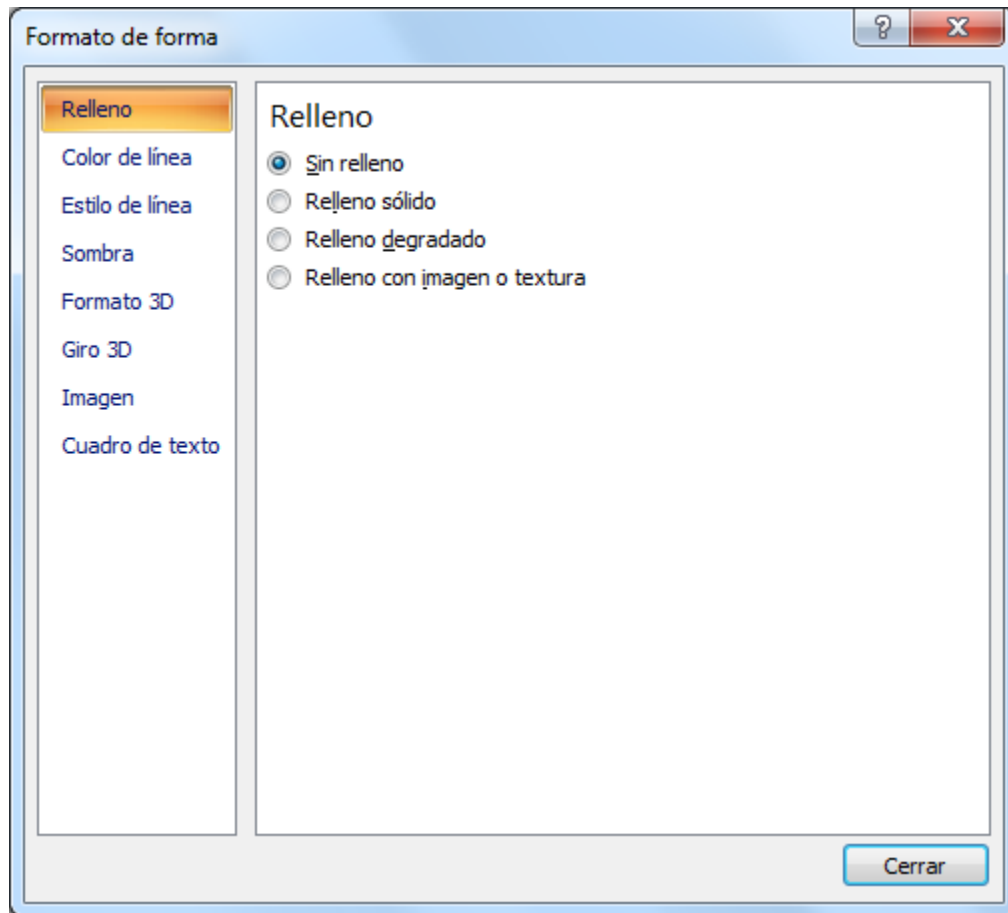 Formato de forma
Relleno
Color de línea
Estilo de línea
Sombra
Formato 3D
Giro 3D
Imagen
Cuadro de texto
Relleno
Sin relleno
Relleno sólido
Relleno degradado
Relleno con imagen o textura
Cerrar